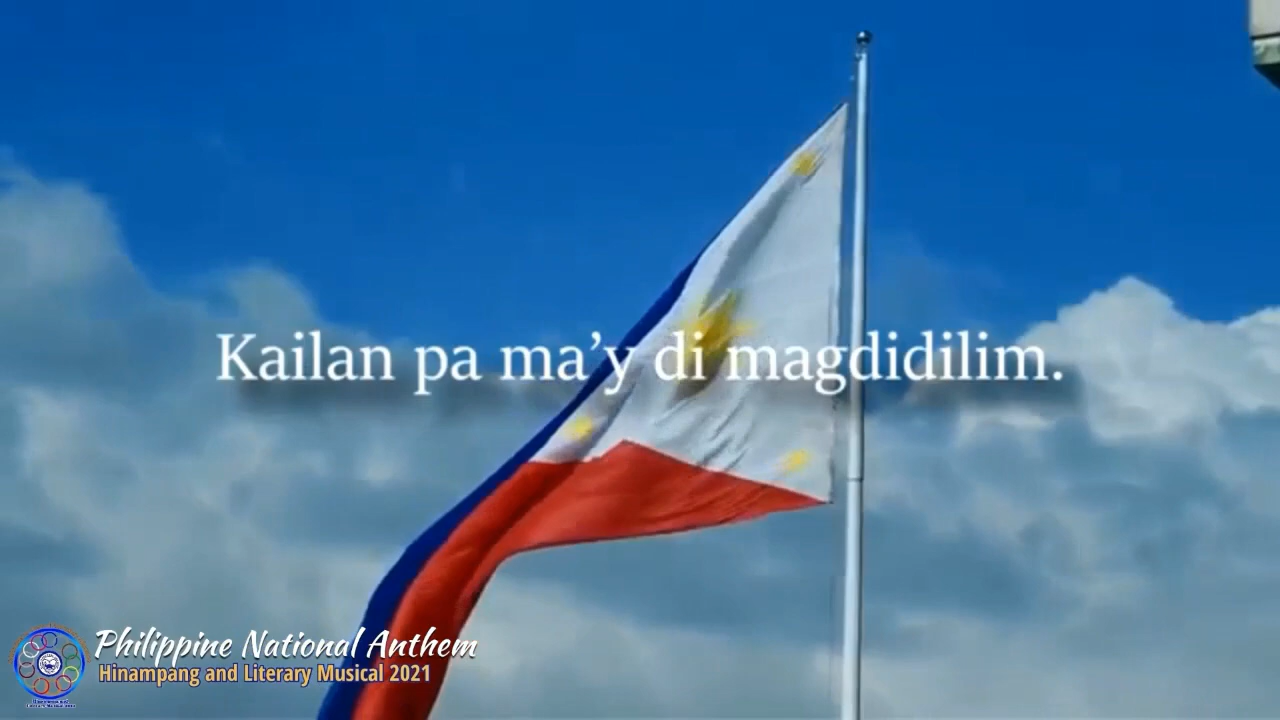 Kailan pa ma’y di magdidilim.
Philippine National Anthem
Hinampang and Literary Musical 2021